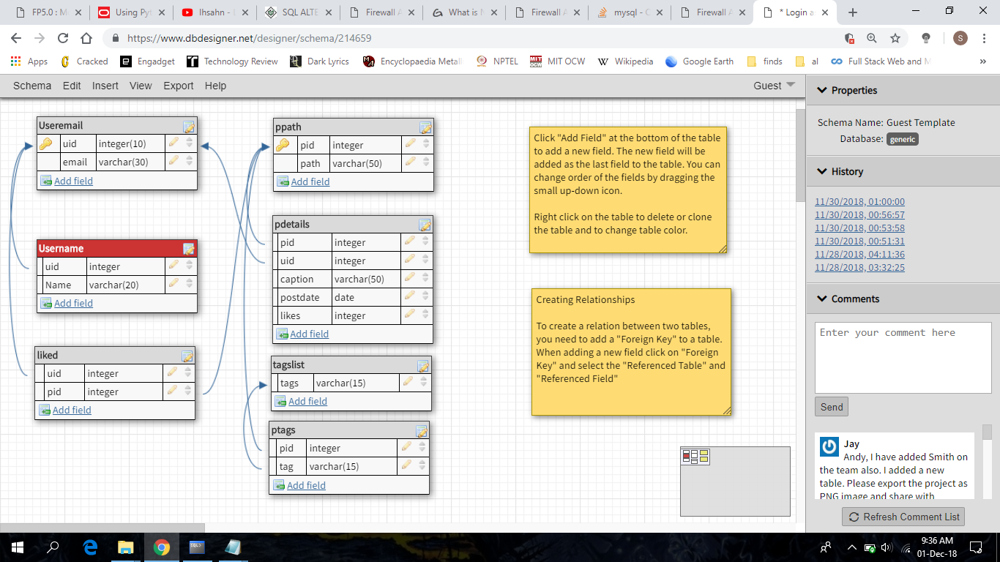 FP5.0 : M
Using Pyt
Ihsahn -
SQL ALTE
Firewall A
What is N
Firewall A
mysql - C
Firewall A
* Login a
https://www.dbdesigner.net/designer/schema/214659
S
Apps
Cracked
Engadget
Technology Review
Dark Lyrics
Encyclopaedia Metall
NPTEL
MIT OCW
Wikipedia
Google Earth
finds
al
Full Stack Web and M
»
Schema Edit Insert View Export Help
Guest
Useremail
uid integer(10)
email varchar(30)
Add field
Username
uid integer
Name varchar(20)
Add field
liked
uid integer
pid integer
Add field
ppath
pid integer
path varchar(50)
Add field
pdetails
pid integer
uid integer
caption varchar(50)
postdate date
likes integer
Add field
tagslist
tags varchar(15)
Add field
ptags
pid integer
tag varchar(15)
Add field
Click "Add Field" at the bottom of the table
to add a new field. The new field will be
added as the last field to the table. You can
change order of the fields by dragging the
small up-down icon.
Right click on the table to delete or clone
the table and to change table color.
Creating Relationships
To create a relation between two tables,
you need to add a "Foreign Key" to a table.
When adding a new field click on "Foreign
Key" and select the "Referenced Table" and
"Referenced Field"
Properties
Schema Name: Guest Template
Database: generic
History
11/30/2018, 01:00:00
11/30/2018, 00:56:57
11/30/2018, 00:53:58
11/30/2018, 00:51:31
11/28/2018, 04:11:36
11/28/2018, 03:32:25
Comments
Enter your comment here
Send
Jay
Andy, I have added Smith on
the team also. I added a new
table. Please export the project as
PNG image and share with
Refresh Comment List
9:36 AM
01-Dec-18